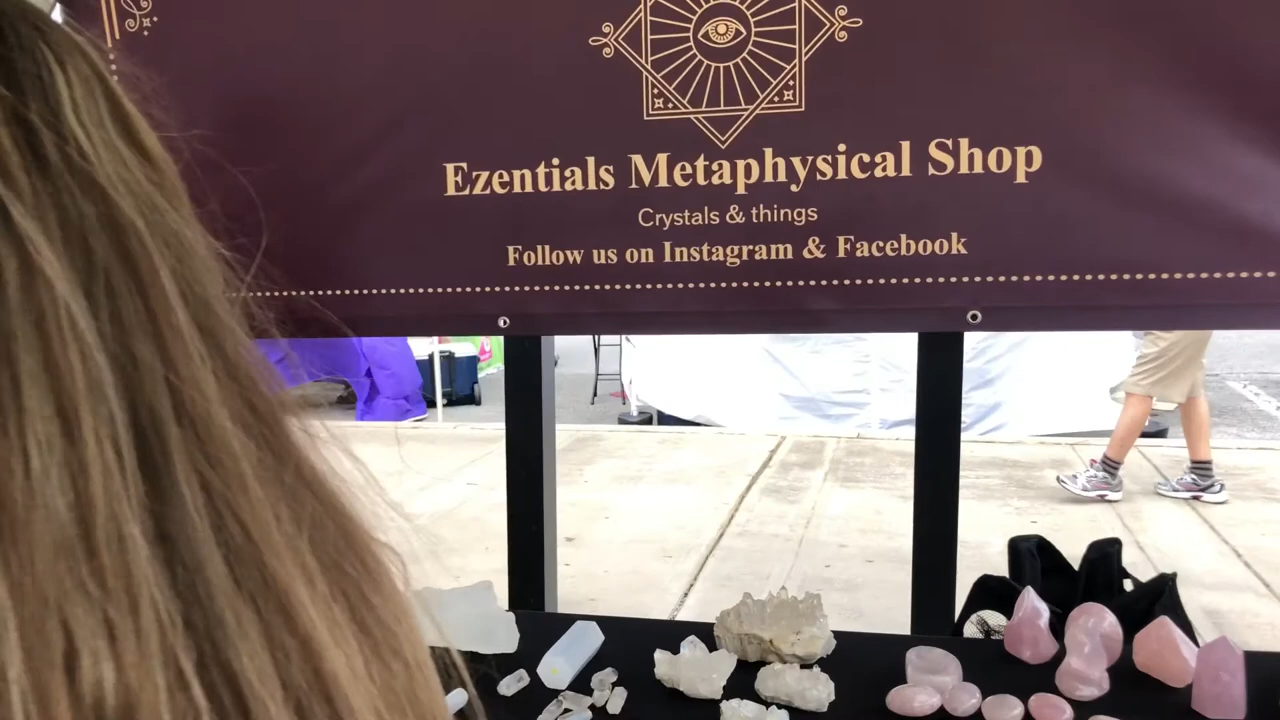 Ezentials Metaphysical Shop
Crystals & things
Follow us on Instagram & Facebook